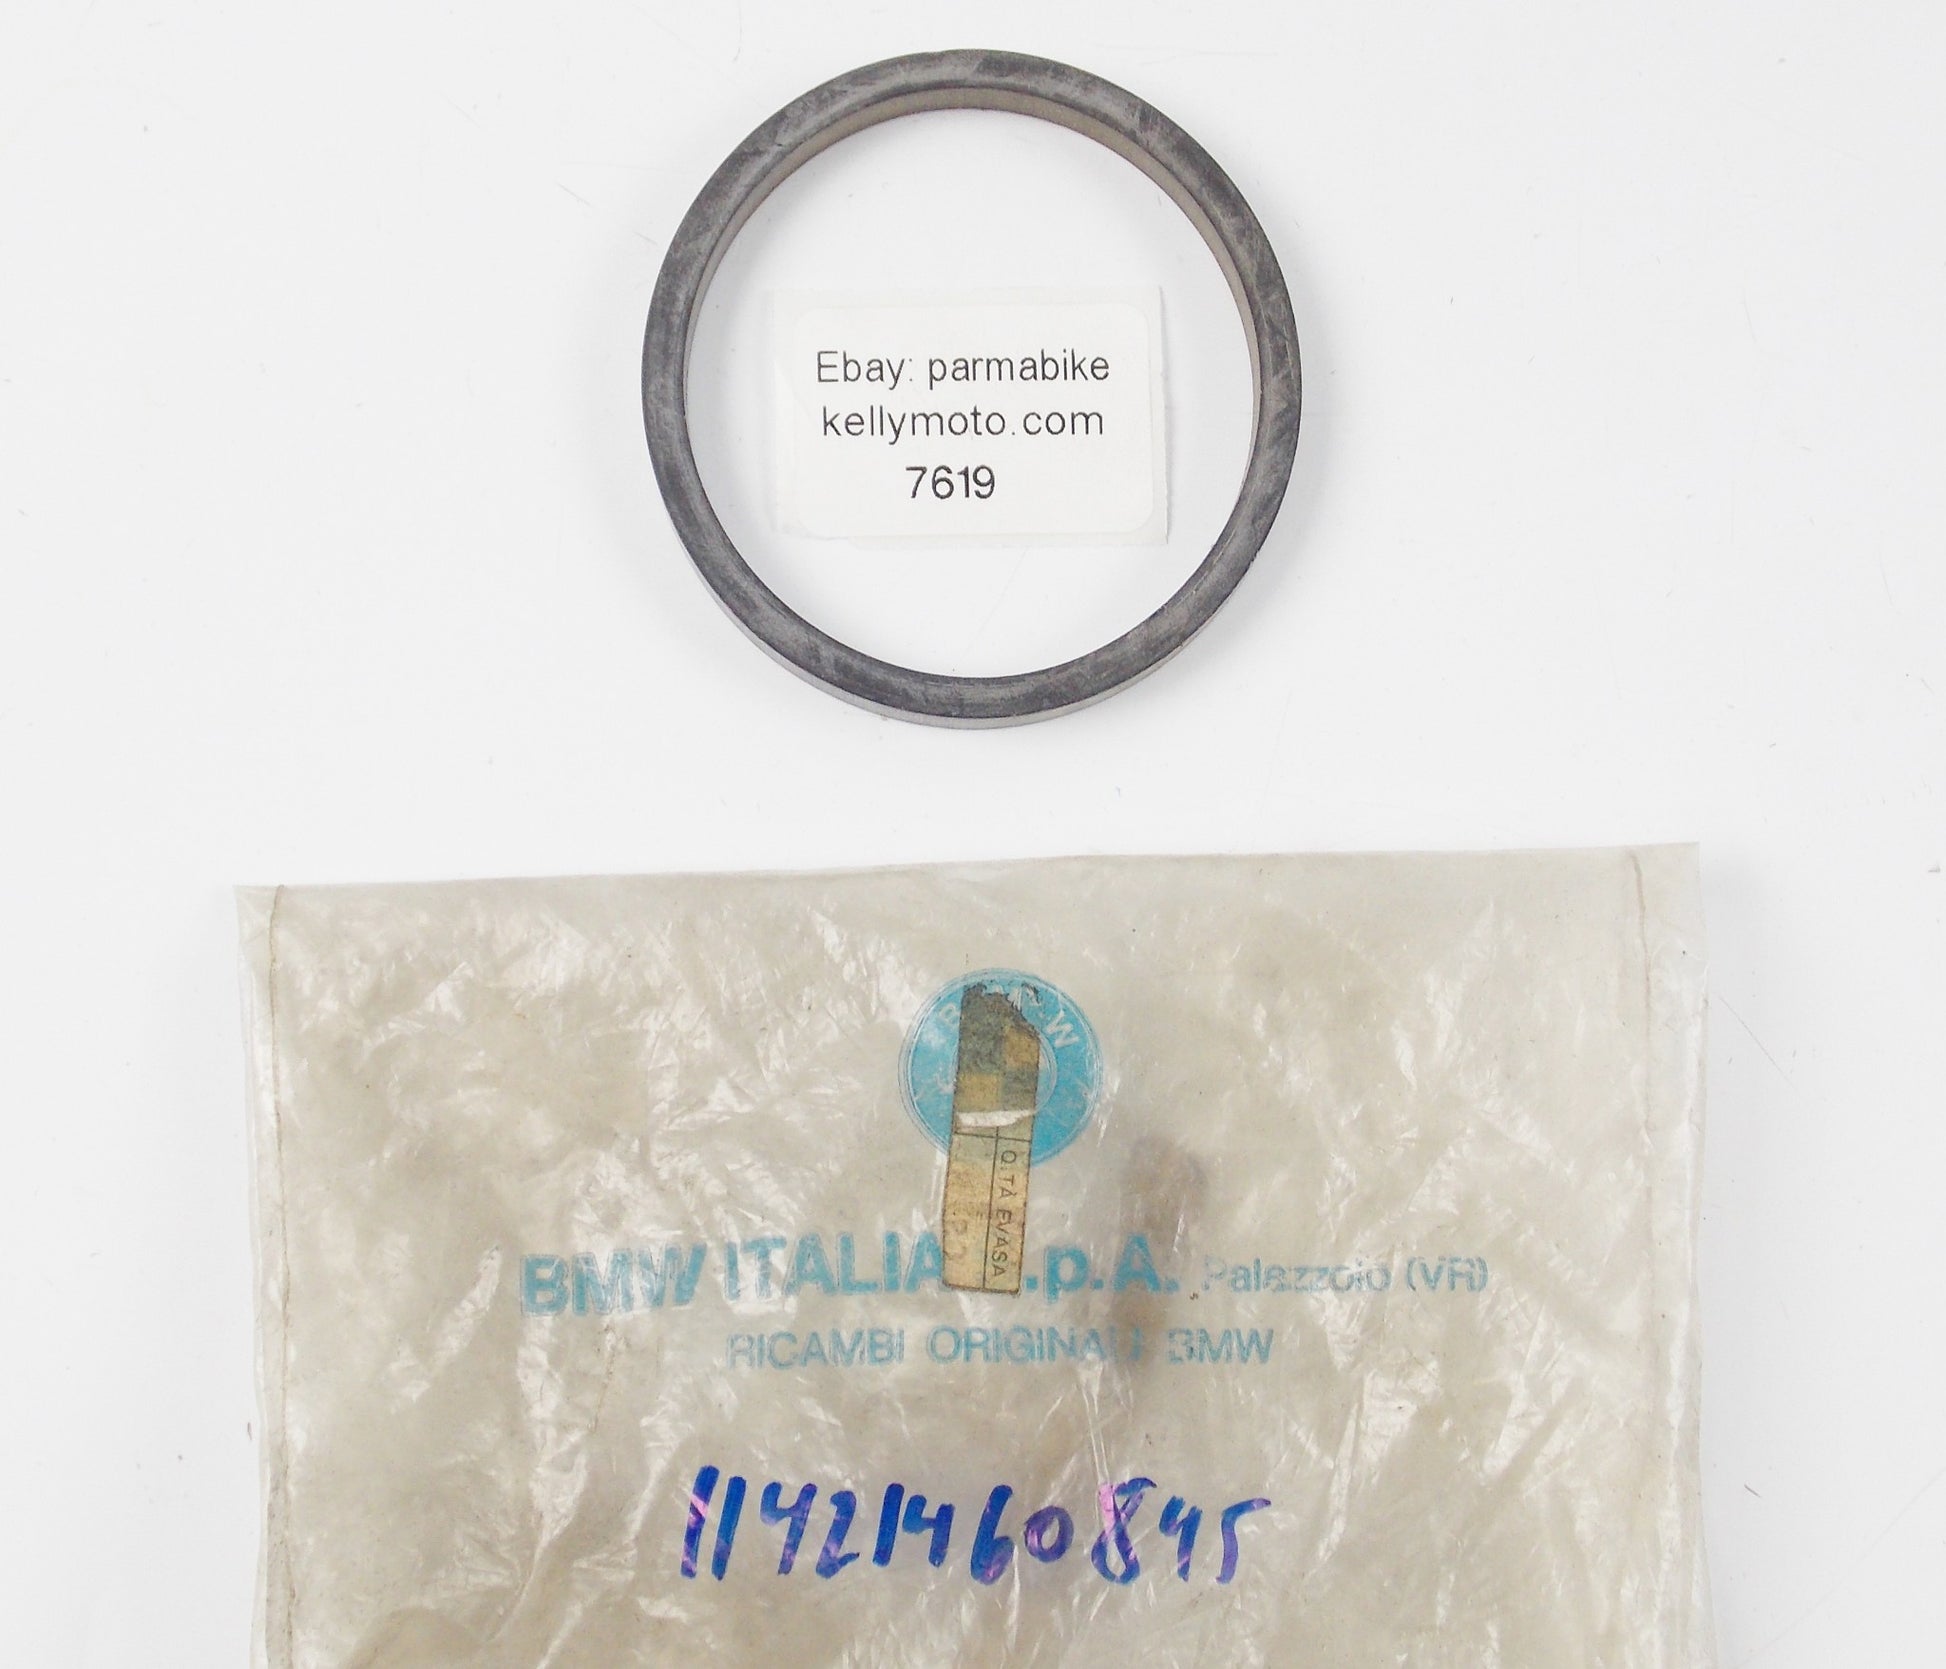 Ebay: parmabike
kellymoto.com
7619
B W
Q.TÀ EVASA
BMW ITALIA .p.A. Palazzolo (VR)
RICAMBI ORIGINALI BMW
11421460845